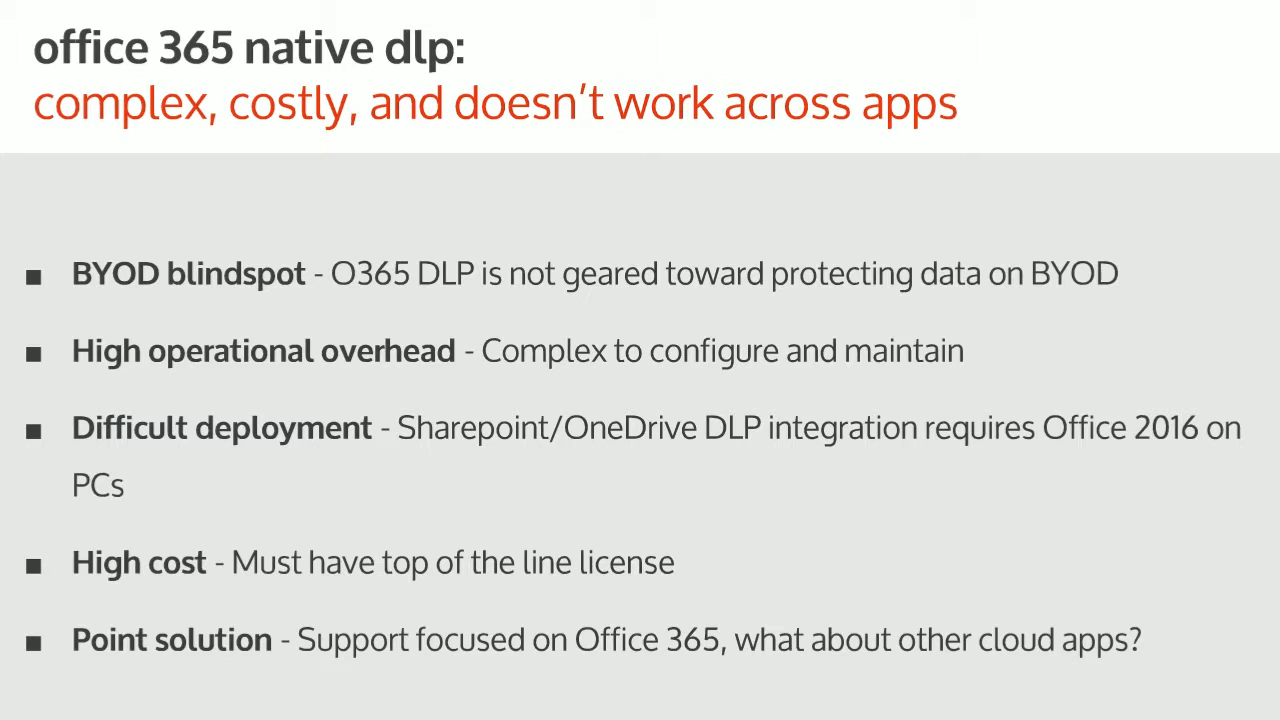 office 365 native dlp:
complex, costly, and doesn't work across apps
■ BYOD blindspot - O365 DLP is not geared toward protecting data on BYOD
■ High operational overhead - Complex to configure and maintain
■ Difficult deployment - Sharepoint/OneDrive DLP integration requires Office 2016 on
PCs
■ High cost - Must have top of the line license
■ Point solution - Support focused on Office 365, what about other cloud apps?